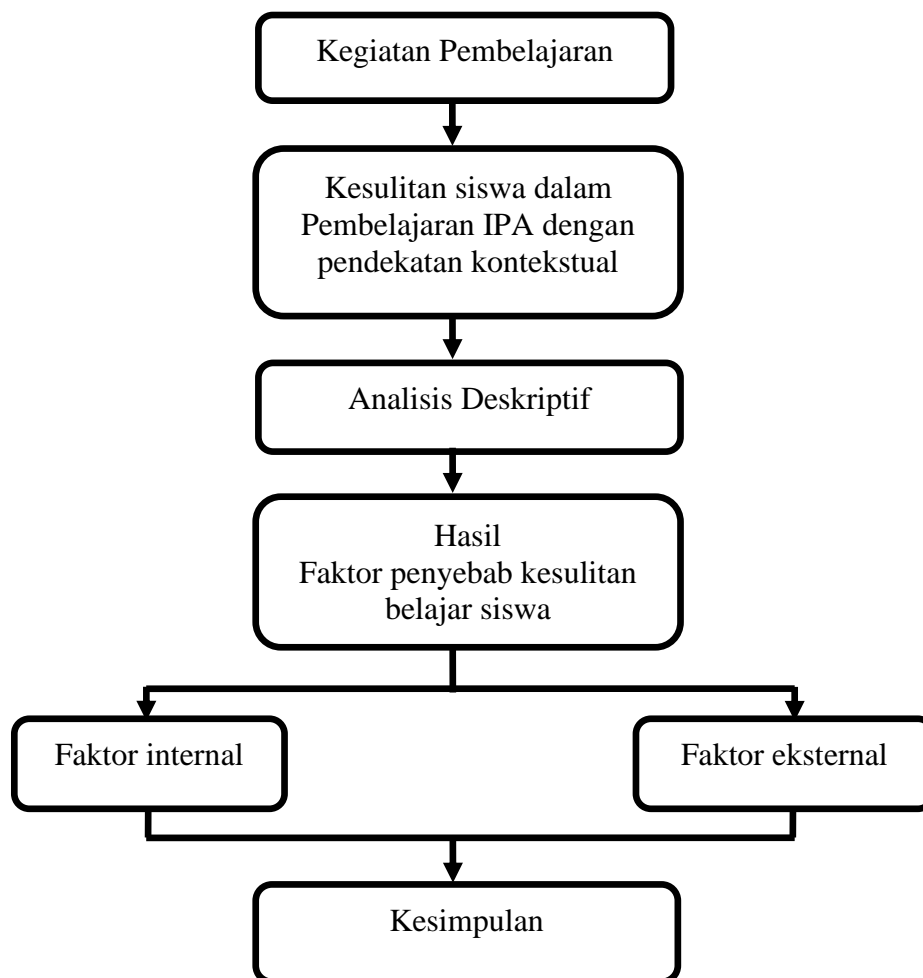 Kegiatan Pembelajaran
Kesulitan siswa dalam
Pembelajaran IPA dengan
pendekatan kontekstual
Analisis Deskriptif
Hasil
Faktor penyebab kesulitan
belajar siswa
Faktor internal
Faktor eksternal
Kesimpulan